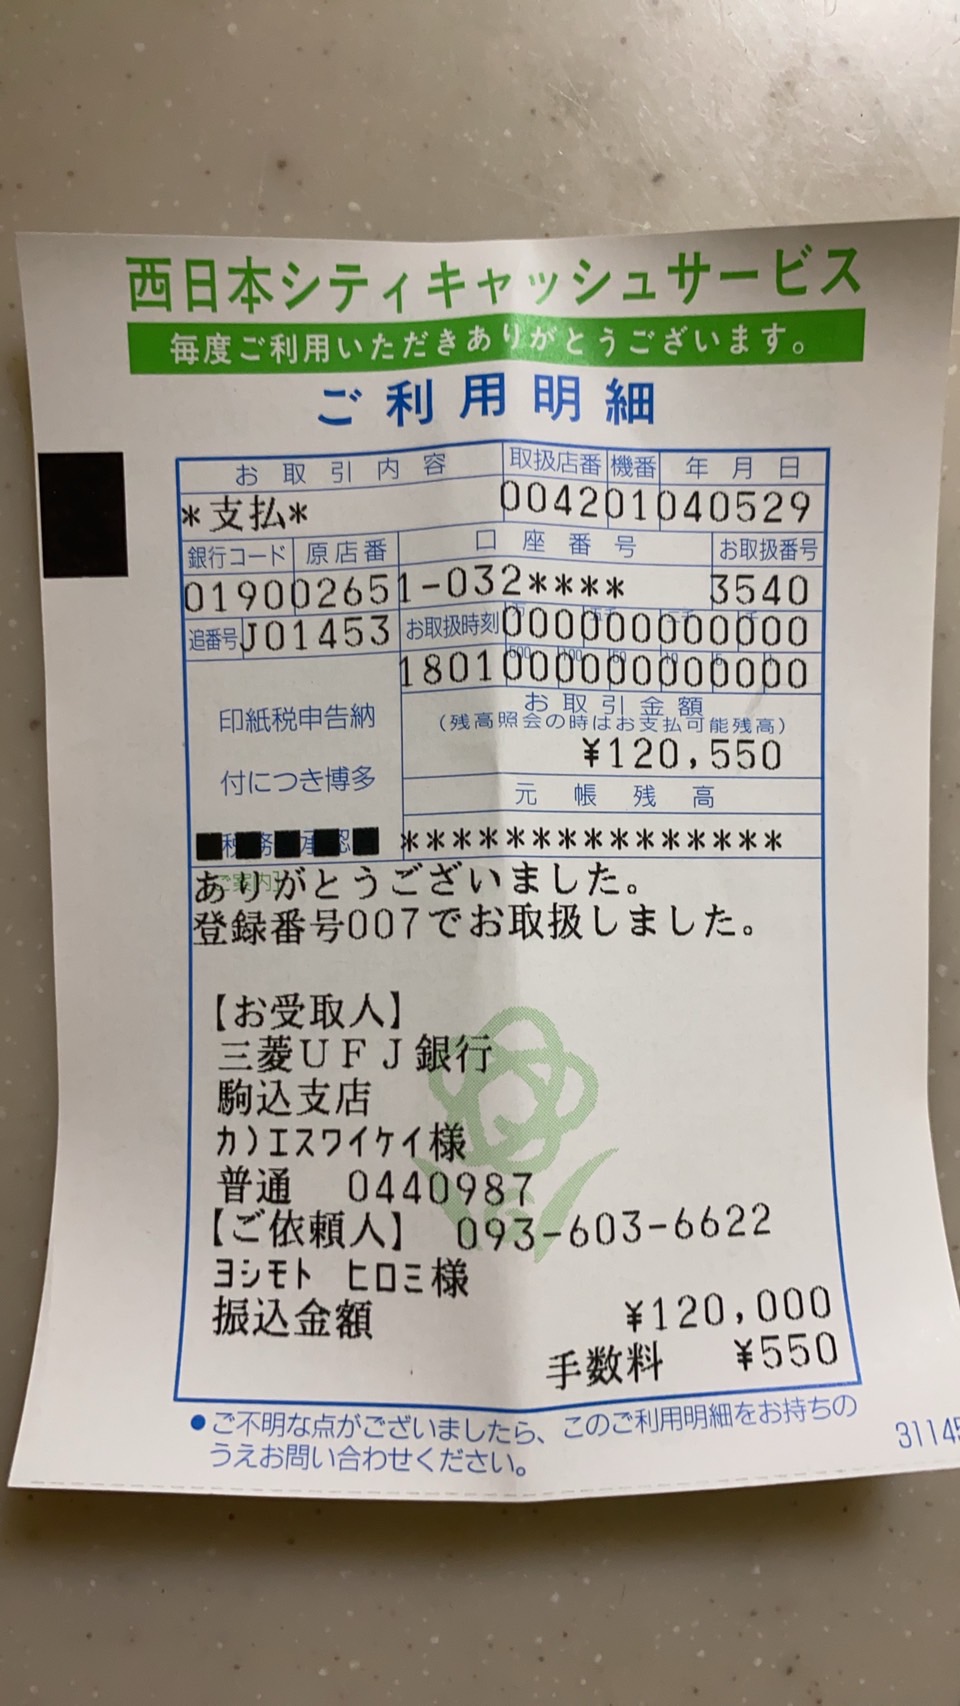 西日本シティキャッシュサービス
毎度ご利用いただきありがとうございます。
ご利用明細
お取引内容 取扱店番 機番 年月日
*支払* 0042 01 040529
銀行コード 原店番 口座番号 お取扱番号
0190 0265 1-032**** 3540
追番号 J01453 お取扱時刻 000000000000
1801 000000000000
印紙税申告納 お取引金額
(残高照会の時はお支払可能残高)
¥120,550
付につき博多 元帳残高
■税■務■承■認■ ***************
ありがとうございました。
登録番号007でお取扱しました。
【お受取人】
三菱UFJ銀行
駒込支店
カ)エスワイケイ様
普通 0440987
【ご依頼人】 093-603-6622
ヨシモト ヒロミ様
振込金額 ¥120,000
手数料 ¥550
●ご不明な点がございましたら、このご利用明細をお持ちの
うえお問い合わせください。